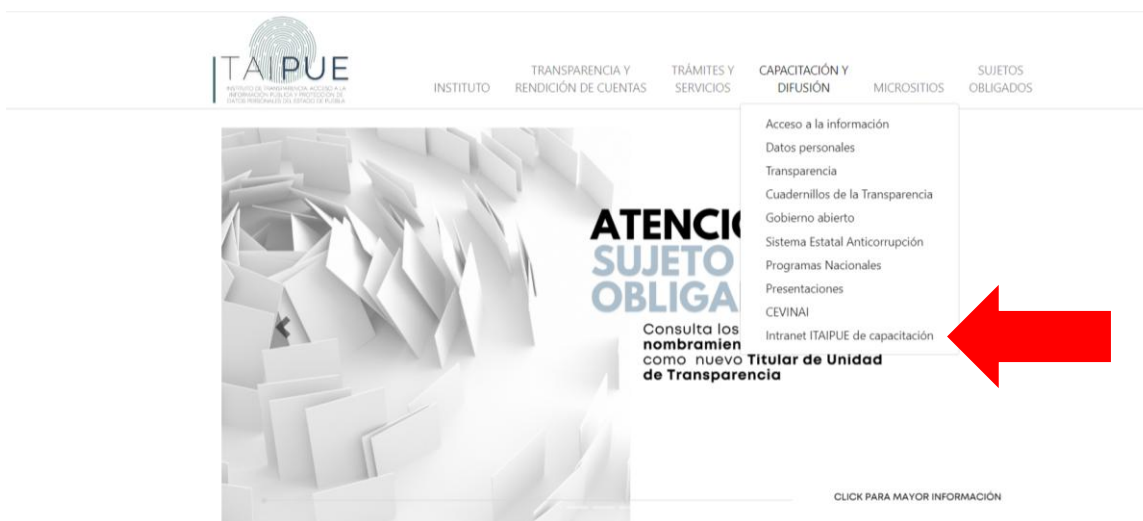 ITAIPUE
INSTITUTO DE TRANSPARENCIA, ACCESO A LA
INFORMACIÓN PÚBLICA Y PROTECCIÓN DE
DATOS PERSONALES DEL ESTADO DE PUEBLA
INSTITUTO
TRANSPARENCIA Y
RENDICIÓN DE CUENTAS
TRÁMITES Y
SERVICIOS
CAPACITACIÓN Y
DIFUSIÓN
MICROSITIOS
SUJETOS
OBLIGADOS
Acceso a la información
Datos personales
Transparencia
Cuadernillos de la Transparencia
Gobierno abierto
Sistema Estatal Anticorrupción
Programas Nacionales
Presentaciones
CEVINAI
Intranet ITAIPUE de capacitación
ATENCI
SUJETO
OBLIGA
Consulta los
nombramien
como nuevo Titular de Unidad
de Transparencia
CLICK PARA MAYOR INFORMACIÓN